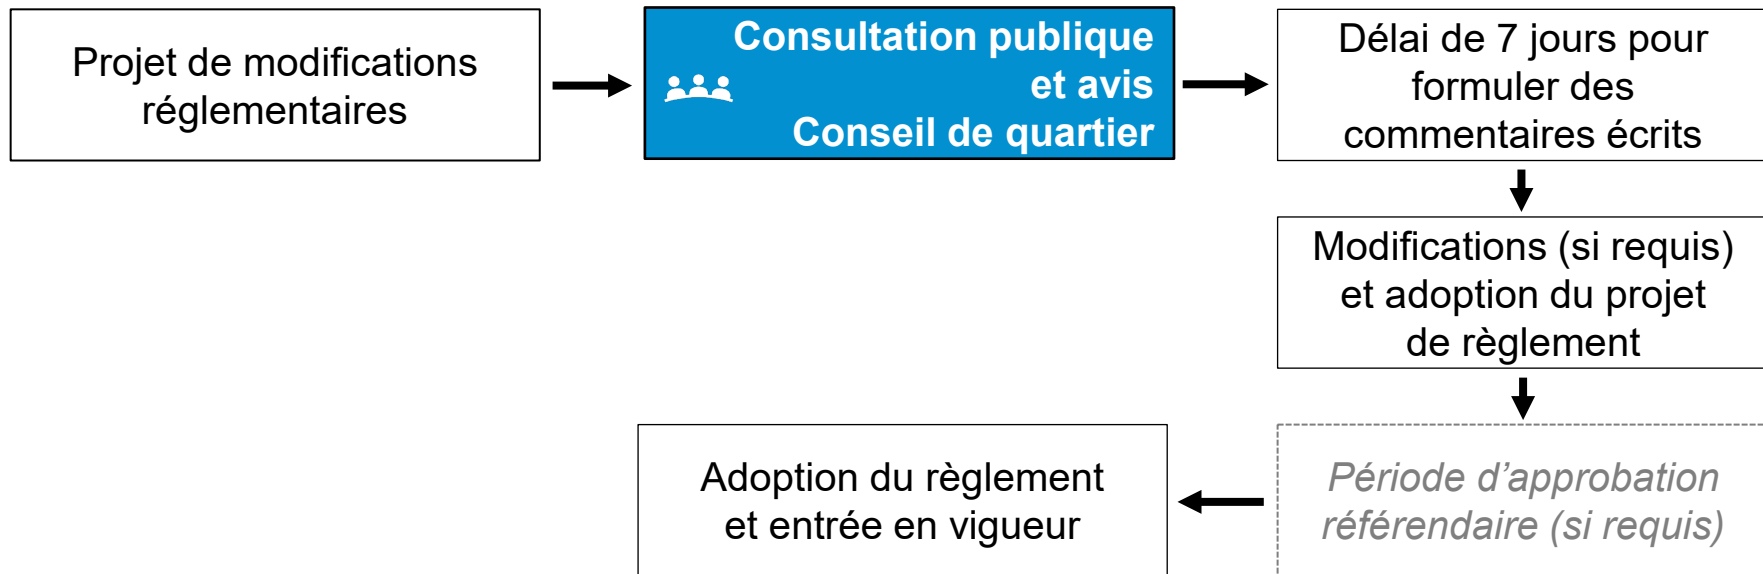 Projet de modifications
réglementaires
Consultation publique
et avis
Conseil de quartier
Délai de 7 jours pour
formuler des
commentaires écrits
Modifications (si requis)
et adoption du projet
de règlement
Période d’approbation
référendaire (si requis)
Adoption du règlement
et entrée en vigueur